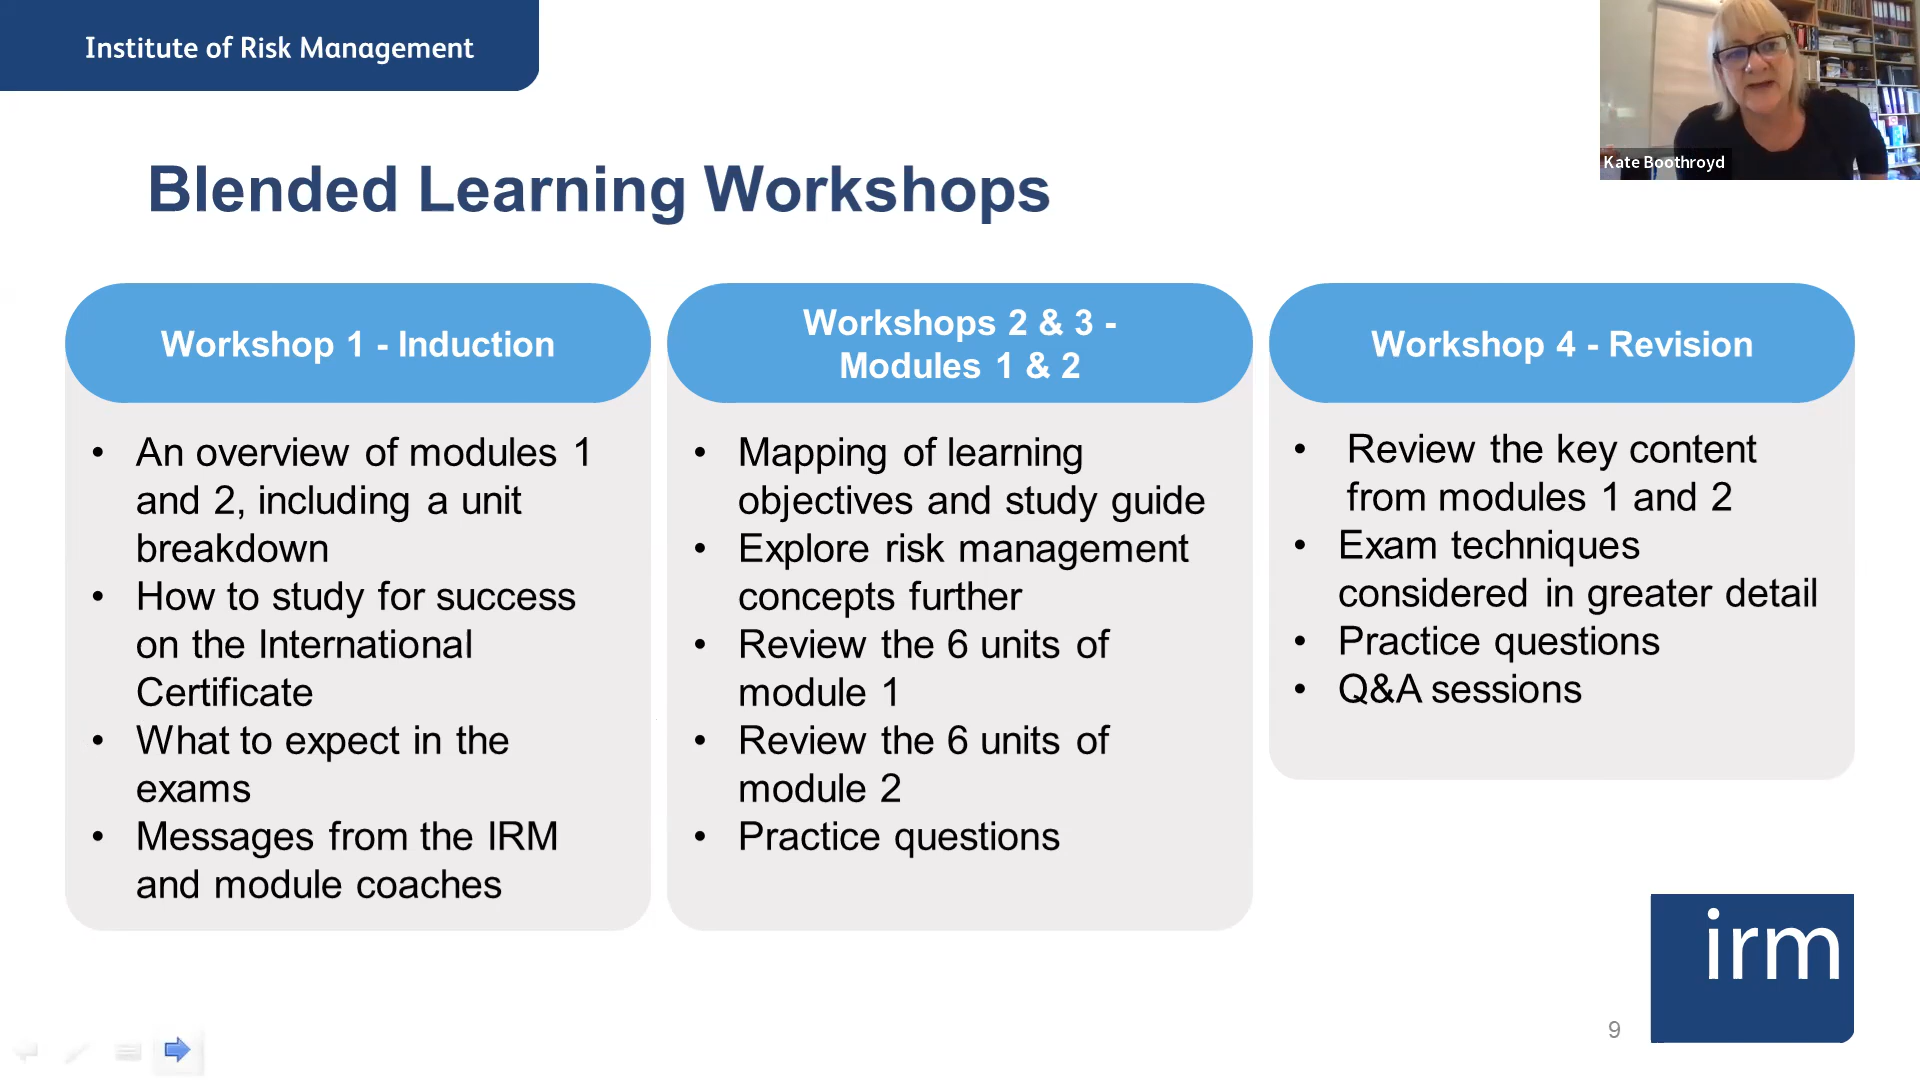 Institute of Risk Management
Kate Boothroyd
Blended Learning Workshops
Workshop 1 - Induction
• An overview of modules 1
and 2, including a unit
breakdown
• How to study for success
on the International
Certificate
• What to expect in the
exams
• Messages from the IRM
and module coaches
Workshops 2 & 3 -
Modules 1 & 2
• Mapping of learning
objectives and study guide
• Explore risk management
concepts further
• Review the 6 units of
module 1
• Review the 6 units of
module 2
• Practice questions
Workshop 4 - Revision
• Review the key content
from modules 1 and 2
• Exam techniques
considered in greater detail
• Practice questions
• Q&A sessions
irm
9